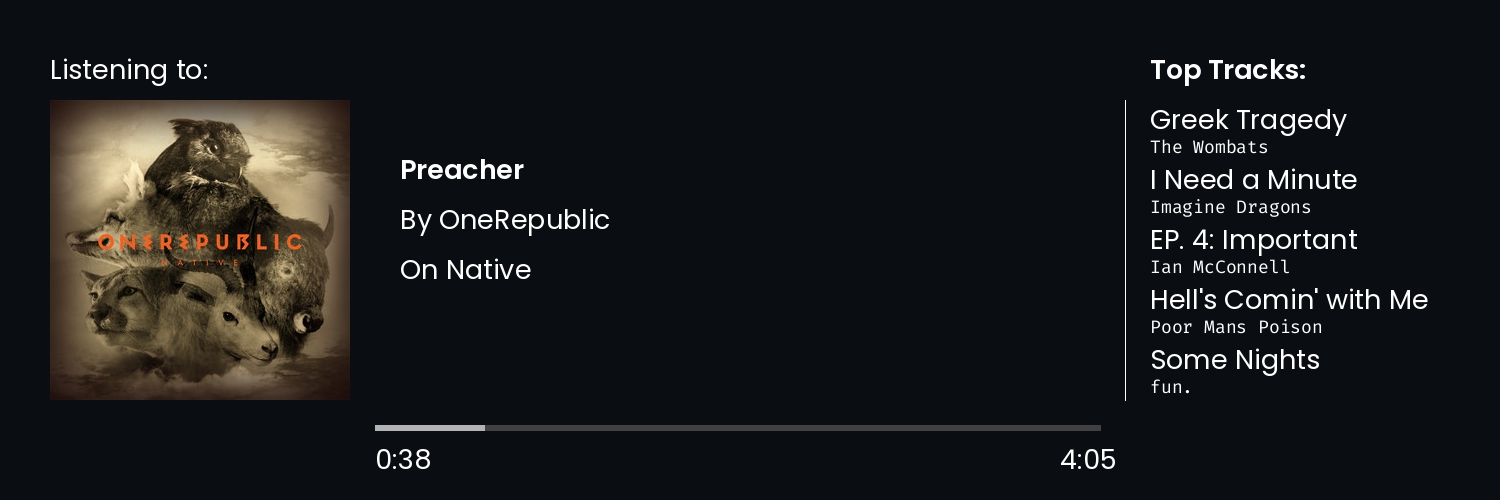 Listening to:
ONEREPUBLIC
NATIVE
Preacher
By OneRepublic
On Native
0:38
4:05
Top Tracks:
Greek Tragedy
The Wombats
I Need a Minute
Imagine Dragons
EP. 4: Important
Ian McConnell
Hell's Comin' with Me
Poor Mans Poison
Some Nights
fun.